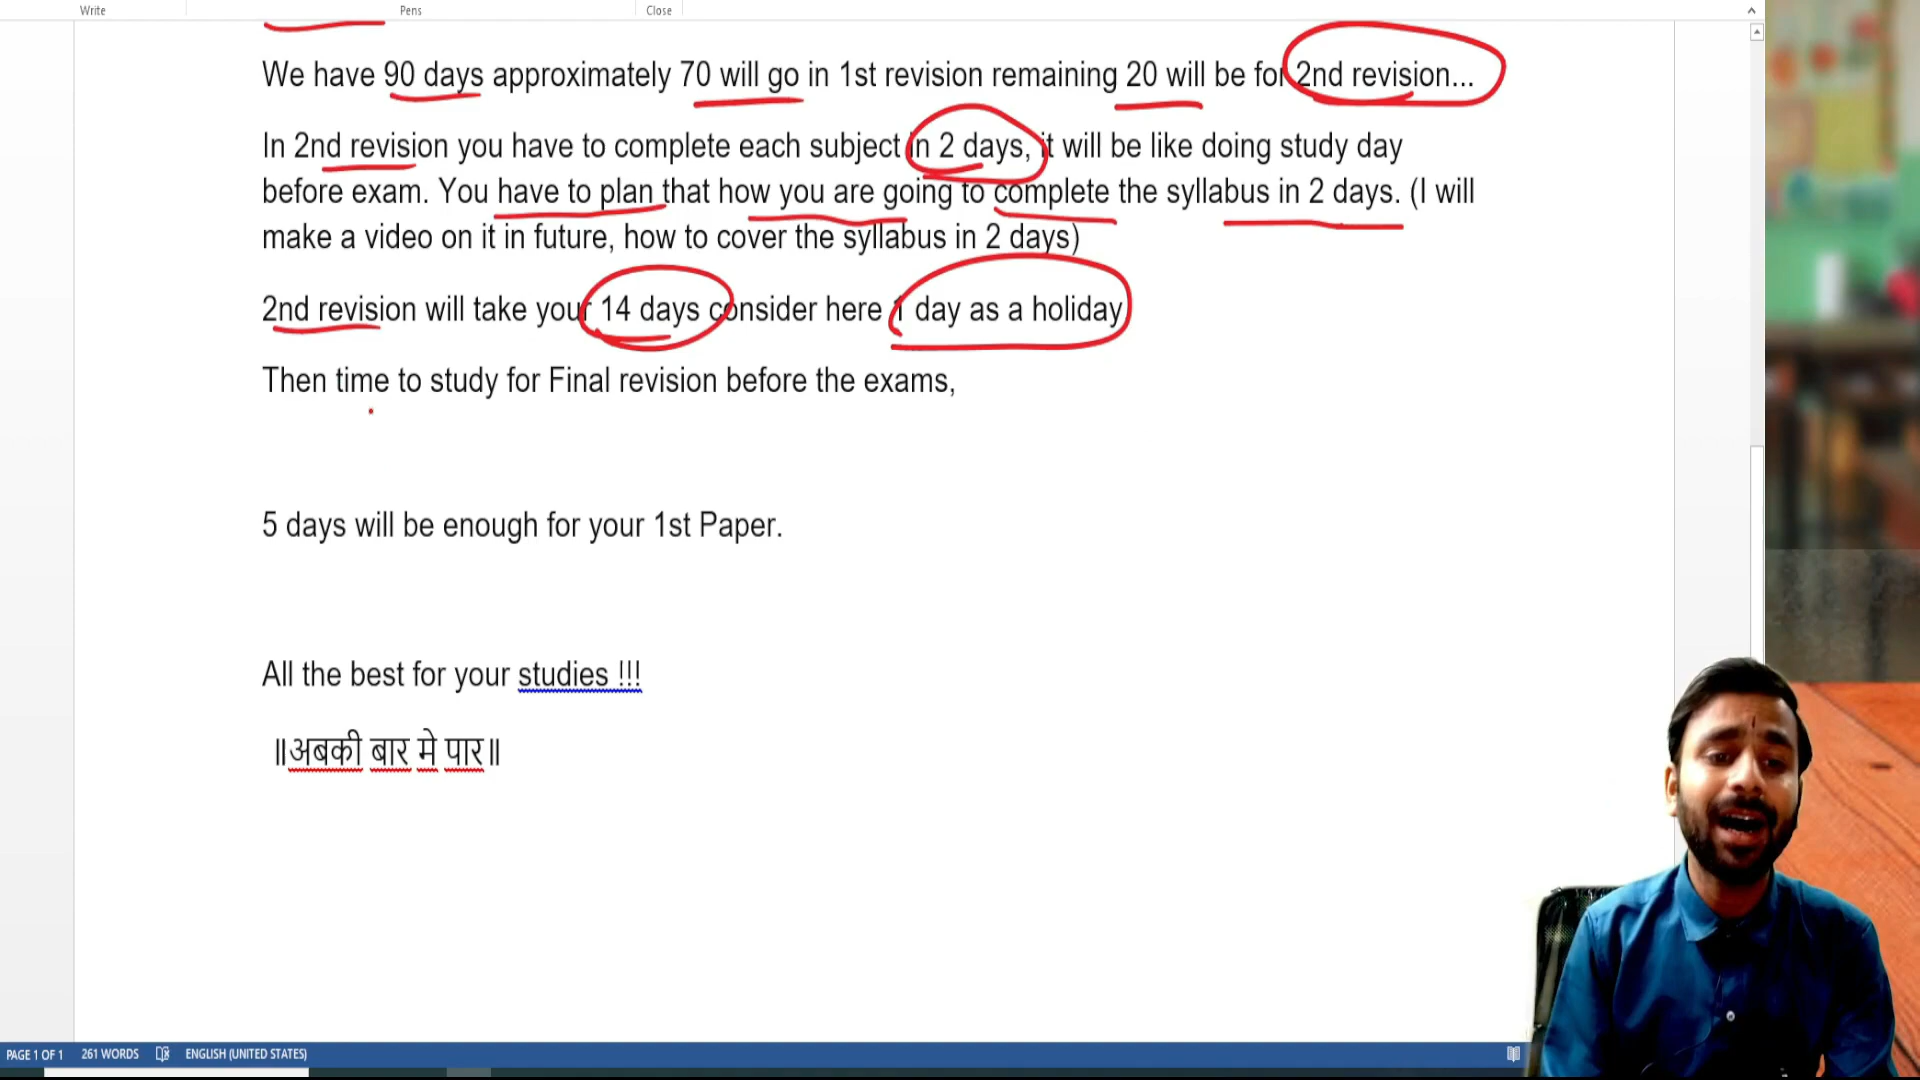 Write Pens Close
We have 90 days approximately 70 will go in 1st revision remaining 20 will be for 2nd revision...
In 2nd revision you have to complete each subject in 2 days, it will be like doing study day
before exam. You have to plan that how you are going to complete the syllabus in 2 days. (I will
make a video on it in future, how to cover the syllabus in 2 days)
2nd revision will take your 14 days consider here 1 day as a holiday
Then time to study for Final revision before the exams,
5 days will be enough for your 1st Paper.
All the best for your studies !!!
॥अबकी बार मे पार॥
PAGE 1 OF 1 261 WORDS ENGLISH (UNITED STATES)